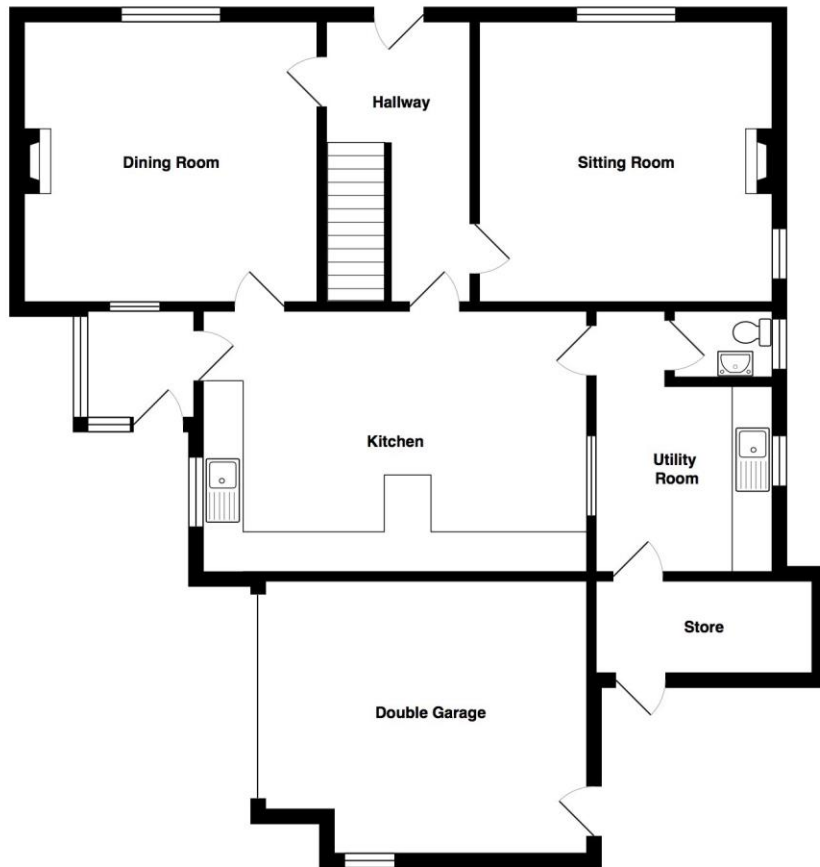 Hallway
Dining Room
Sitting Room
Kitchen
Utility
Room
Store
Double Garage